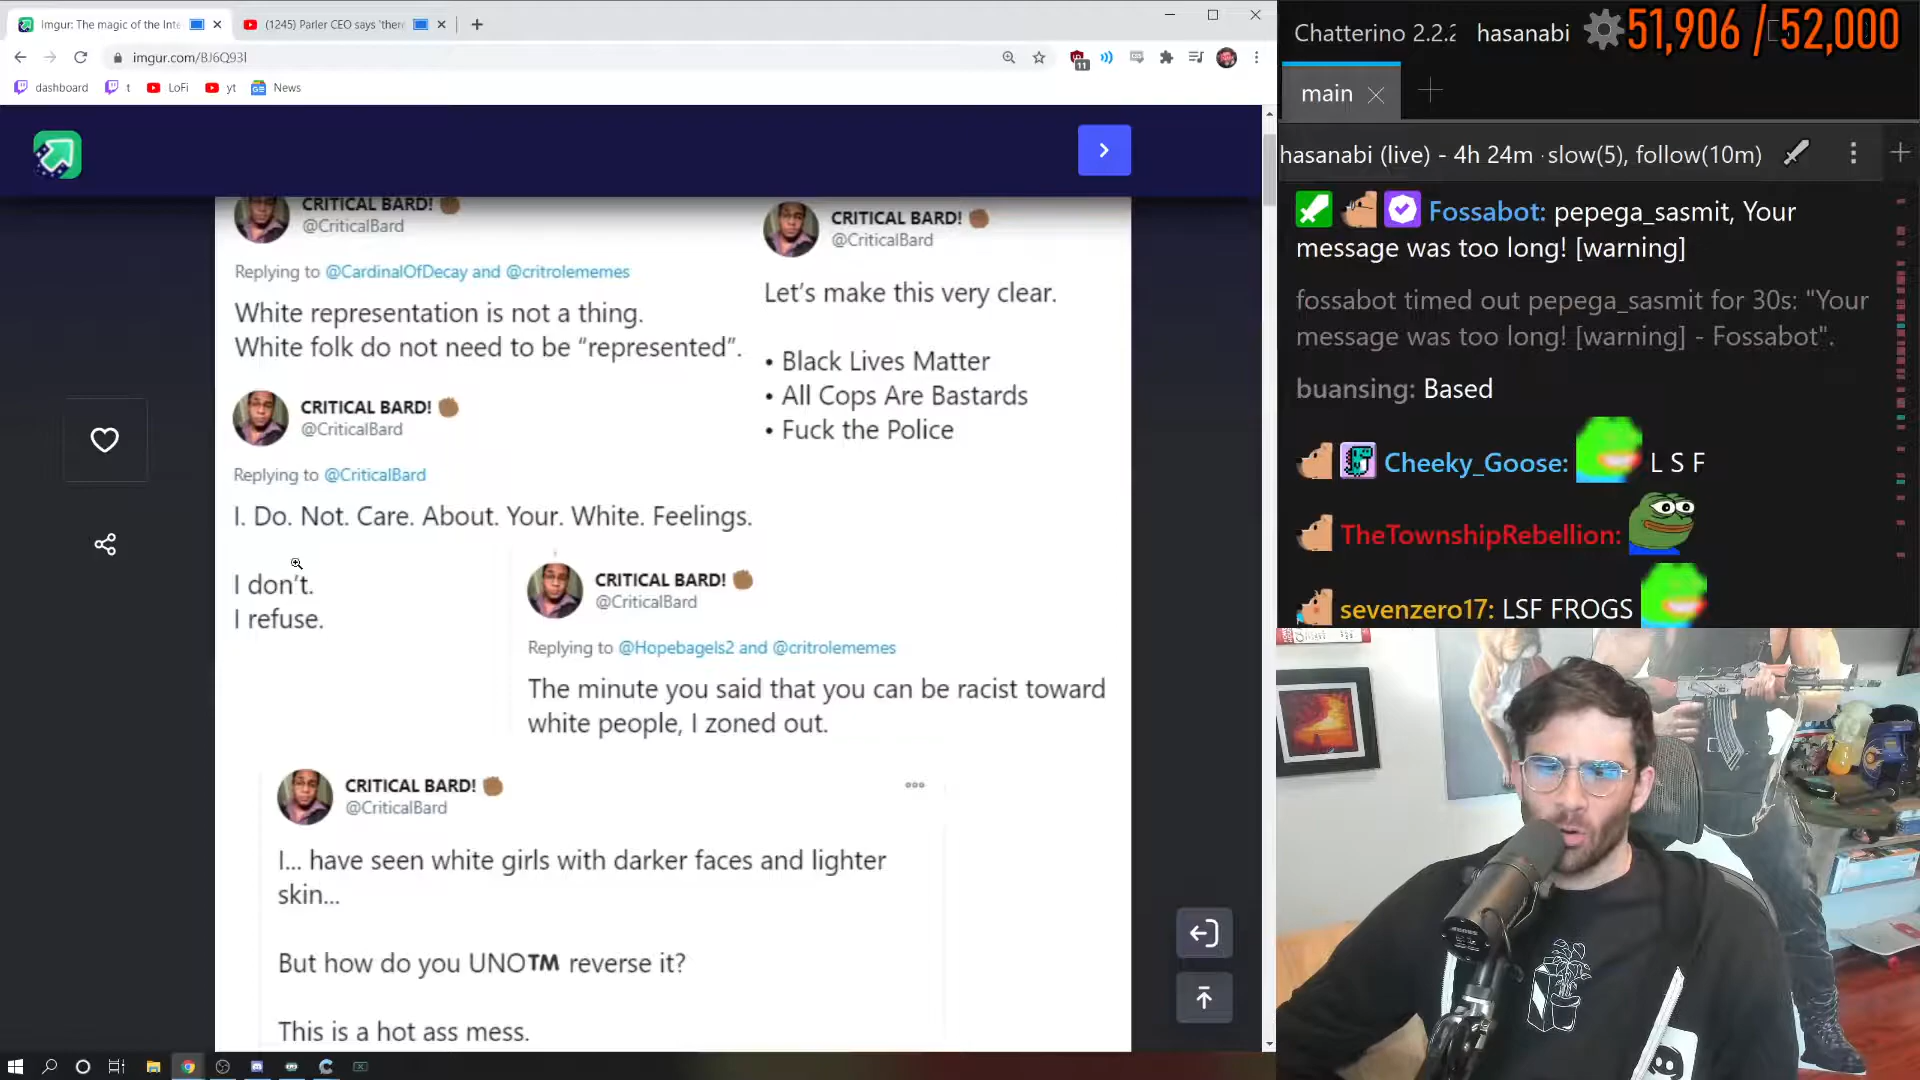 Imgur: The magic of the Inte
(1245) Parler CEO says 'there
imgur.com/BJ6Q93l
11
dashboard
t
LoFi
yt
News
CRITICAL BARD!
@CriticalBard
Replying to @CardinalOfDecay and @critrolememes
White representation is not a thing.
White folk do not need to be “represented”.
CRITICAL BARD!
@CriticalBard
Let’s make this very clear.
• Black Lives Matter
• All Cops Are Bastards
• Fuck the Police
CRITICAL BARD!
@CriticalBard
Replying to @CriticalBard
I. Do. Not. Care. About. Your. White. Feelings.
I don’t.
I refuse.
CRITICAL BARD!
@CriticalBard
Replying to @Hopebagels2 and @critrolememes
The minute you said that you can be racist toward
white people, I zoned out.
CRITICAL BARD!
@CriticalBard
I... have seen white girls with darker faces and lighter
skin...
But how do you UNO™ reverse it?
This is a hot ass mess.
Chatterino 2.2.2
hasanabi
51,906 / 52,000
main
hasanabi (live) - 4h 24m · slow(5), follow(10m)
Fossabot: pepega_sasmit, Your
message was too long! [warning]
fossabot timed out pepega_sasmit for 30s: "Your
message was too long! [warning] - Fossabot".
buansing: Based
Cheeky_Goose: L S F
TheTownshipRebellion:
sevenzero17: LSF FROGS